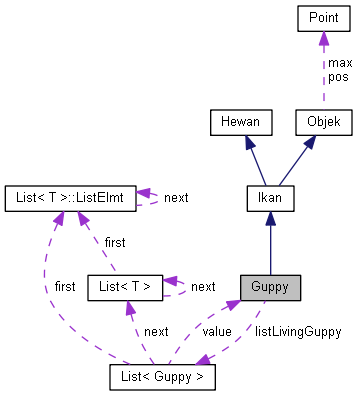 Point
max
pos
Hewan
Objek
List< T >::ListElmt
next
Ikan
first
List< T >
next
Guppy
first
next
value
listLivingGuppy
List< Guppy >